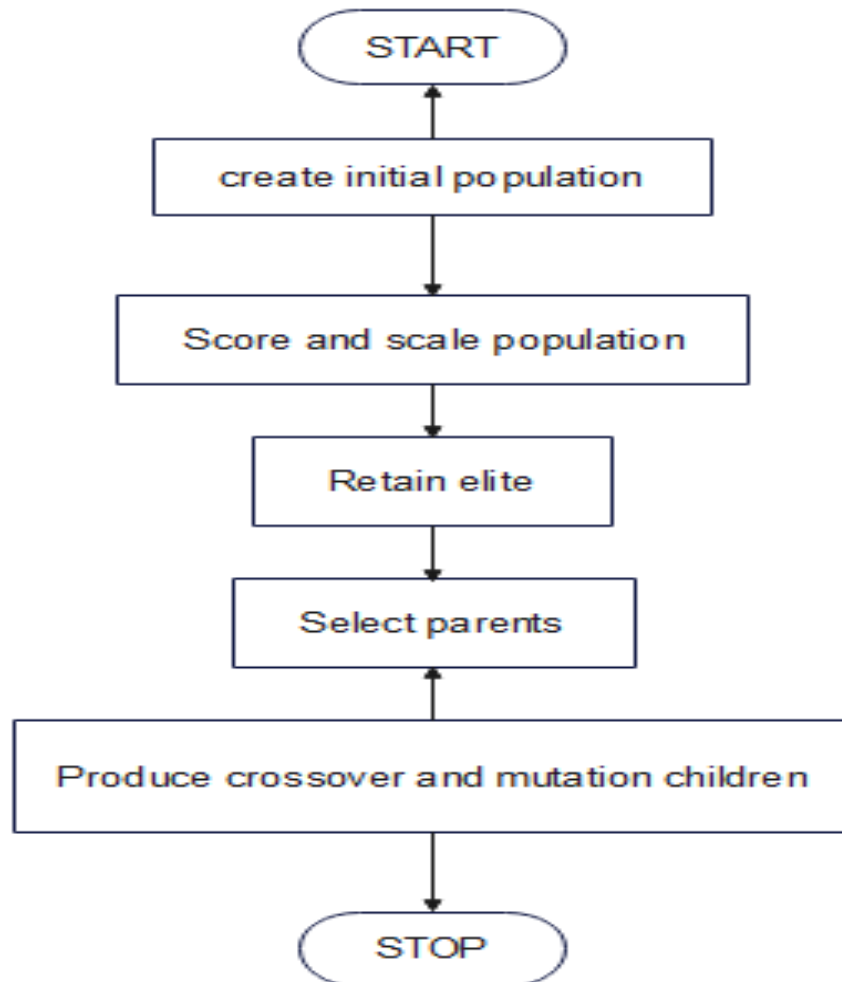 START
create initial population
Score and scale population
Retain elite
Select parents
Produce crossover and mutation children
STOP